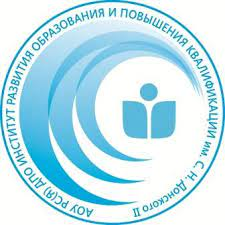 АОУ РС(Я) ДПО ИНСТИТУТ РАЗВИТИЯ ОБРАЗОВАНИЯ И ПОВЫШЕНИЯ КВАЛИФИКАЦИИ им. С. Н. Донского II